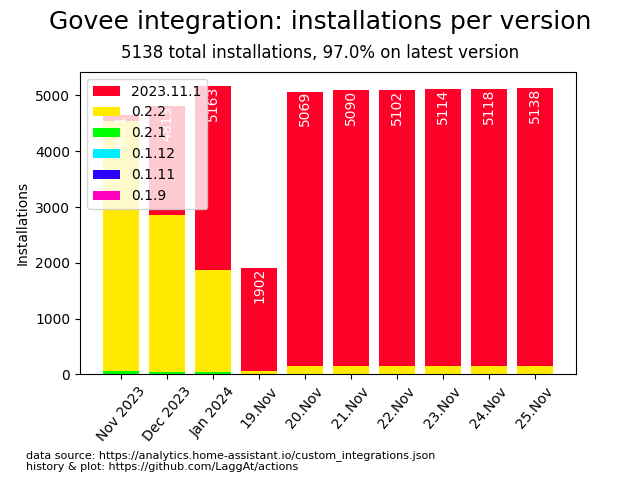 Govee integration: installations per version
5138 total installations, 97.0% on latest version
2023.11.1
0.2.2
0.2.1
0.1.12
0.1.11
0.1.9
5163
1902
5069
5090
5102
5114
5118
5138
Installations
5000
4000
3000
2000
1000
0
Nov 2023
Dec 2023
Jan 2024
19.Nov
20.Nov
21.Nov
22.Nov
23.Nov
24.Nov
25.Nov
data source: https://analytics.home-assistant.io/custom_integrations.json
history & plot: https://github.com/LaggAt/actions